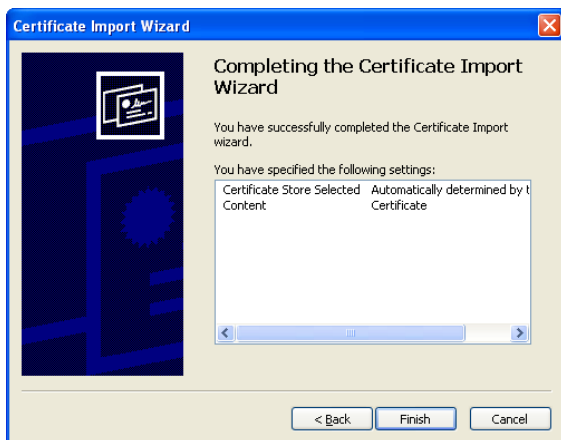 Certificate Import Wizard
Completing the Certificate Import
Wizard
You have successfully completed the Certificate Import
wizard.
You have specified the following settings:
Certificate Store Selected Automatically determined by t
Content Certificate
< Back Finish Cancel